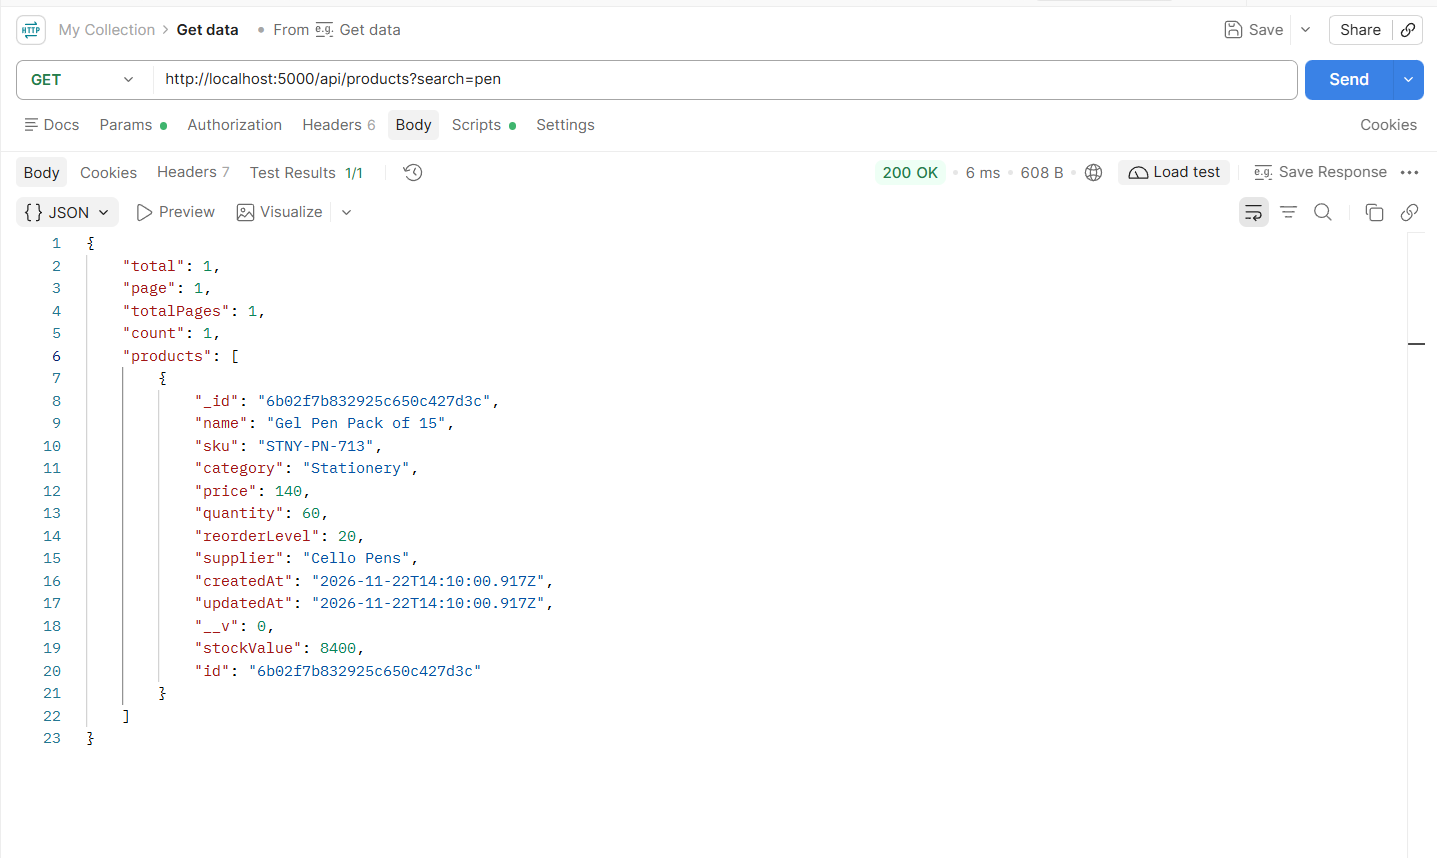 HTTP My Collection > Get data • From e.g. Get data Save Share
GET http://localhost:5000/api/products?search=pen Send
Docs Params Authorization Headers 6 Body Scripts Settings Cookies
Body Cookies Headers 7 Test Results 1/1 200 OK • 6 ms • 608 B • Load test e.g. Save Response
{} JSON Preview Visualize
1 {
2 "total": 1,
3 "page": 1,
4 "totalPages": 1,
5 "count": 1,
6 "products": [
7 {
8 "_id": "6b02f7b832925c650c427d3c",
9 "name": "Gel Pen Pack of 15",
10 "sku": "STNY-PN-713",
11 "category": "Stationery",
12 "price": 140,
13 "quantity": 60,
14 "reorderLevel": 20,
15 "supplier": "Cello Pens",
16 "createdAt": "2026-11-22T14:10:00.917Z",
17 "updatedAt": "2026-11-22T14:10:00.917Z",
18 "__v": 0,
19 "stockValue": 8400,
20 "id": "6b02f7b832925c650c427d3c"
21 }
22 ]
23 }